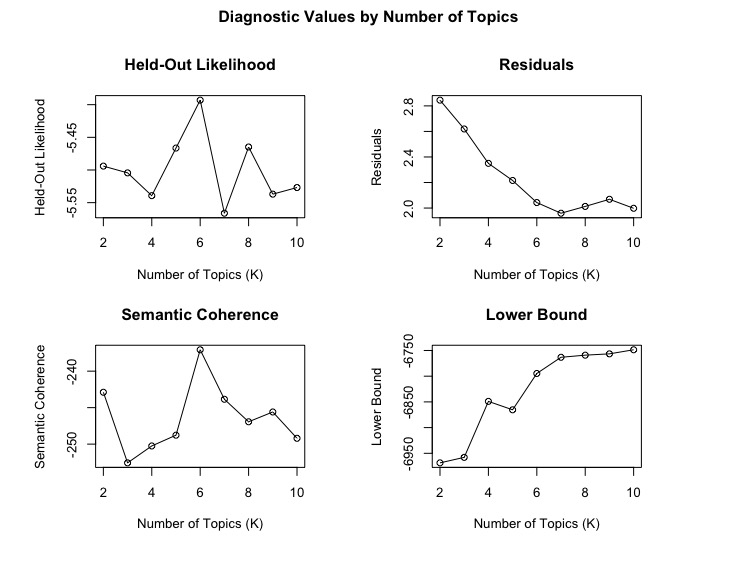 Diagnostic Values by Number of Topics
Held-Out Likelihood
Held-Out Likelihood
-5.45
-5.55
2 4 6 8 10
Number of Topics (K)
Residuals
Residuals
2.8
2.4
2.0
2 4 6 8 10
Number of Topics (K)
Semantic Coherence
Semantic Coherence
-240
-250
2 4 6 8 10
Number of Topics (K)
Lower Bound
Lower Bound
-6750
-6850
-6950
2 4 6 8 10
Number of Topics (K)